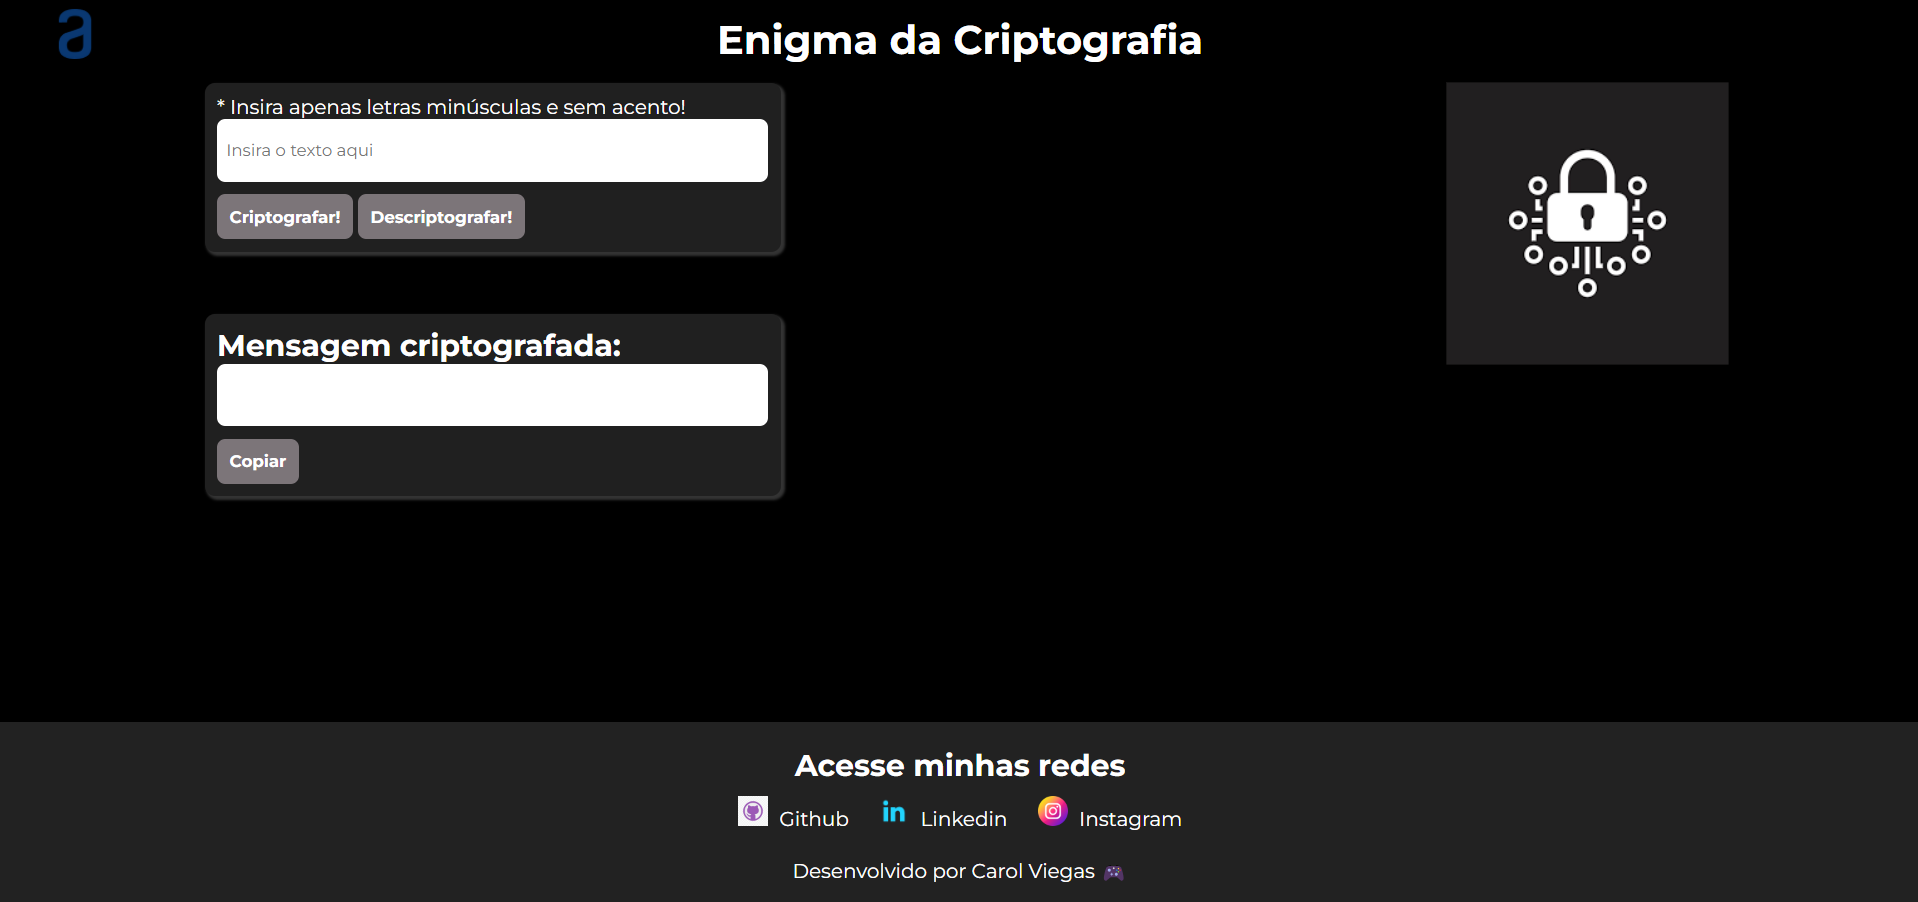 a
Enigma da Criptografia
* Insira apenas letras minúsculas e sem acento!
Insira o texto aqui
Criptografar! Descriptografar!
Mensagem criptografada:
Copiar
Acesse minhas redes
Github in Linkedin Instagram
Desenvolvido por Carol Viegas